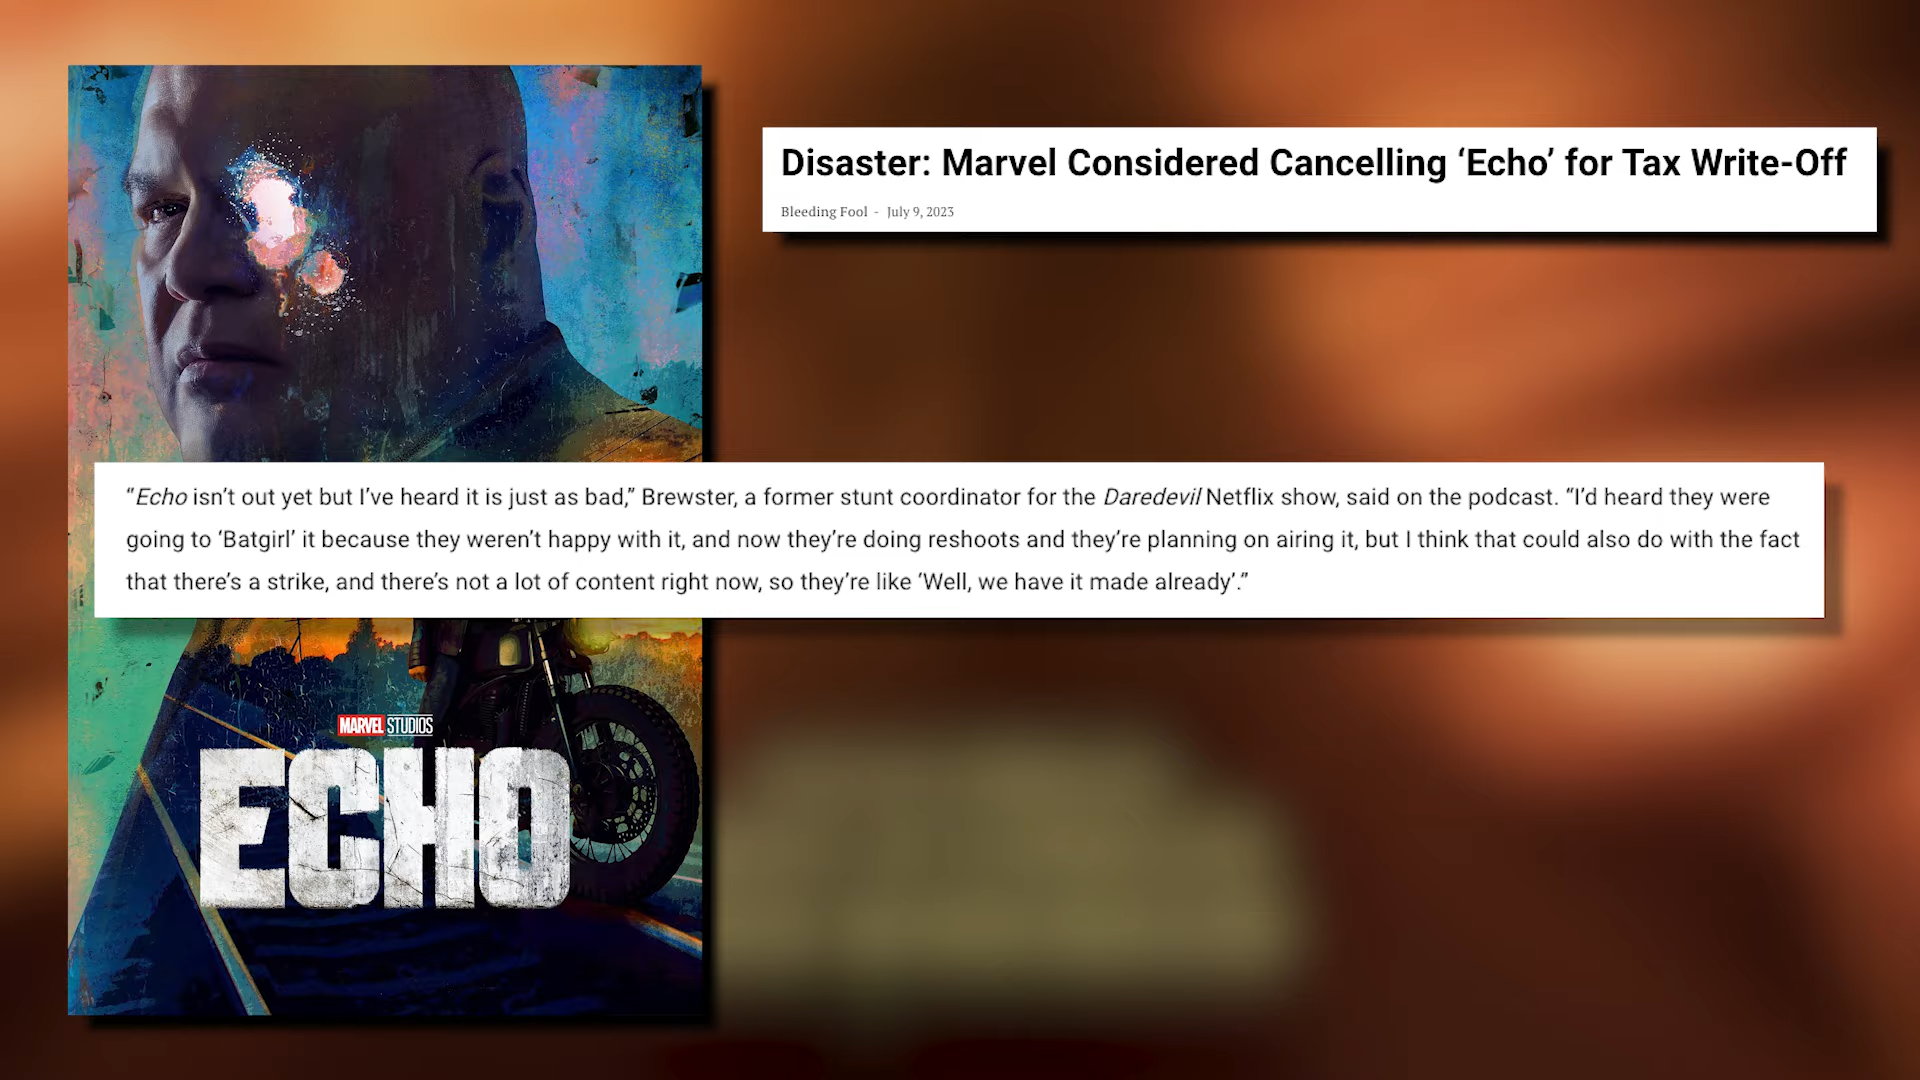 Disaster: Marvel Considered Cancelling ‘Echo’ for Tax Write-Off
Bleeding Fool - July 9, 2023
“Echo isn’t out yet but I’ve heard it is just as bad,” Brewster, a former stunt coordinator for the Daredevil Netflix show, said on the podcast. “I’d heard they were
going to ‘Batgirl’ it because they weren’t happy with it, and now they’re doing reshoots and they’re planning on airing it, but I think that could also do with the fact
that there’s a strike, and there’s not a lot of content right now, so they’re like ‘Well, we have it made already’.”
MARVEL STUDIOS
ECHO